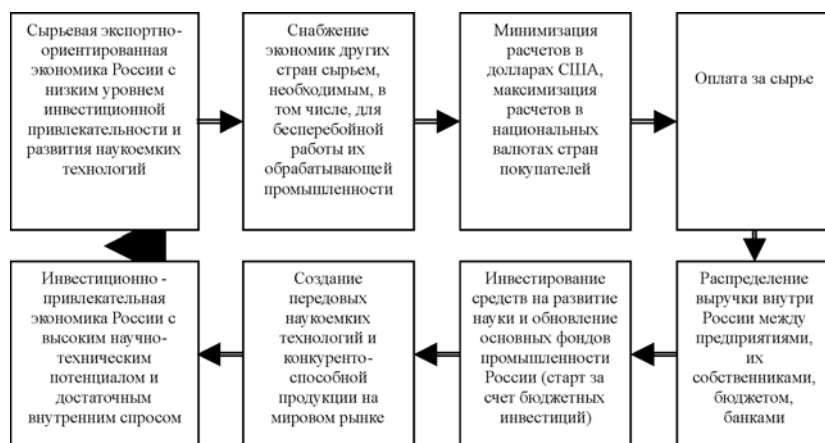 Сырьевая экспортно-
ориентированная
экономика России с
низким уровнем
инвестиционной
привлекательности и
развития наукоемких
технологий
Снабжение
экономик других
стран сырьем,
необходимым, в
том числе, для
бесперебойной
работы их
обрабатывающей
промышленности
Минимизация
расчетов в
долларах США,
максимизация
расчетов в
национальных
валютах стран
покупателей
Оплата за сырье
Распределение
выручки внутри
России между
предприятиями,
их
собственниками,
бюджетом,
банками
Инвестирование
средств на развитие
науки и обновление
основных фондов
промышленности
России (старт за
счет бюджетных
инвестиций)
Создание
передовых
наукоемких
технологий и
конкуренто-
способной
продукции на
мировом рынке
Инвестиционно -
привлекательная
экономика России с
высоким научно-
техническим
потенциалом и
достаточным
внутренним спросом